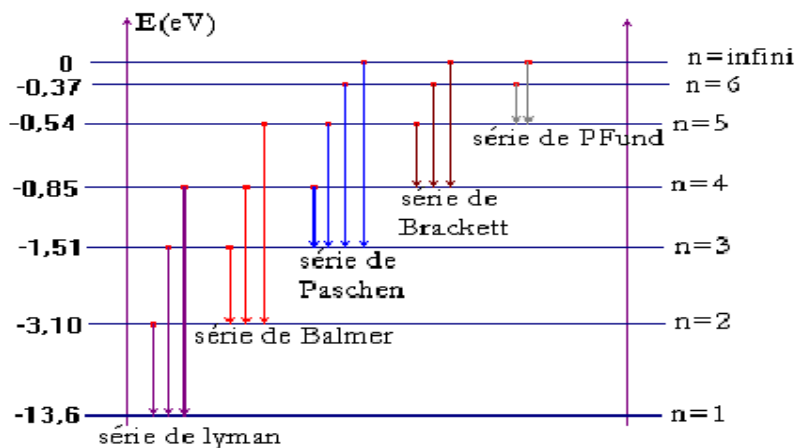 E(eV)
0 n=infini
-0,37 n=6
-0,54 n=5
série de PFund
-0,85 n=4
série de
Brackett
-1,51 n=3
série de
Paschen
-3,10 n=2
série de Balmer
-13,6 n=1
série de lyman